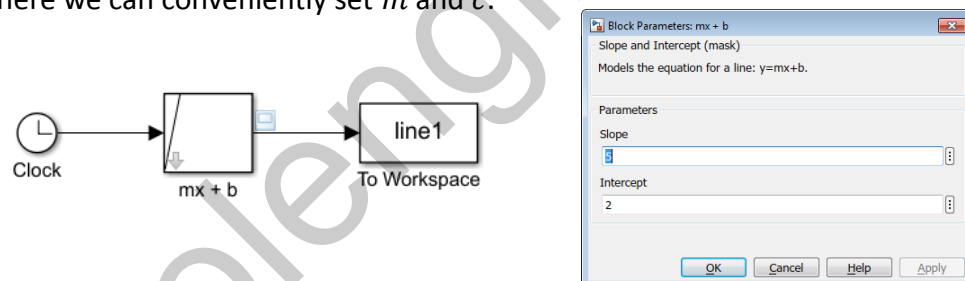 here we can conveniently set m and c.
Block Parameters: mx + b
Slope and Intercept (mask)
Models the equation for a line: y=mx+b.
Parameters
Slope
5
Intercept
2
OK Cancel Help Apply
Clock
mx + b
line1
To Workspace